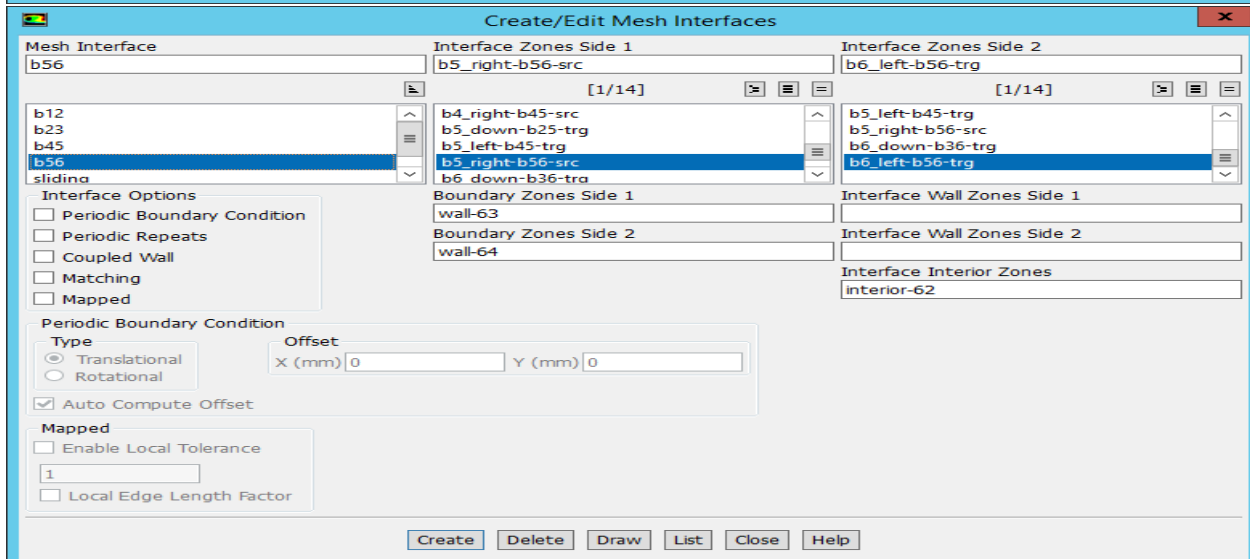 Create/Edit Mesh Interfaces
x
Mesh Interface
Interface Zones Side 1
Interface Zones Side 2
b56
b5_right-b56-src
b6_left-b56-trg
[1/14]
[1/14]
b12
b23
b45
b56
sliding
b4_right-b45-src
b5_down-b25-trg
b5_left-b45-trg
b5_right-b56-src
b6_down-b36-trg
b5_left-b45-trg
b5_right-b56-src
b6_down-b36-trg
b6_left-b56-trg
Interface Options
Periodic Boundary Condition
Periodic Repeats
Coupled Wall
Matching
Mapped
Boundary Zones Side 1
wall-63
Boundary Zones Side 2
wall-64
Interface Wall Zones Side 1
Interface Wall Zones Side 2
Interface Interior Zones
interior-62
Periodic Boundary Condition
Type
Translational
Rotational
Offset
X (mm) 0
Y (mm) 0
Auto Compute Offset
Mapped
Enable Local Tolerance
1
Local Edge Length Factor
Create
Delete
Draw
List
Close
Help